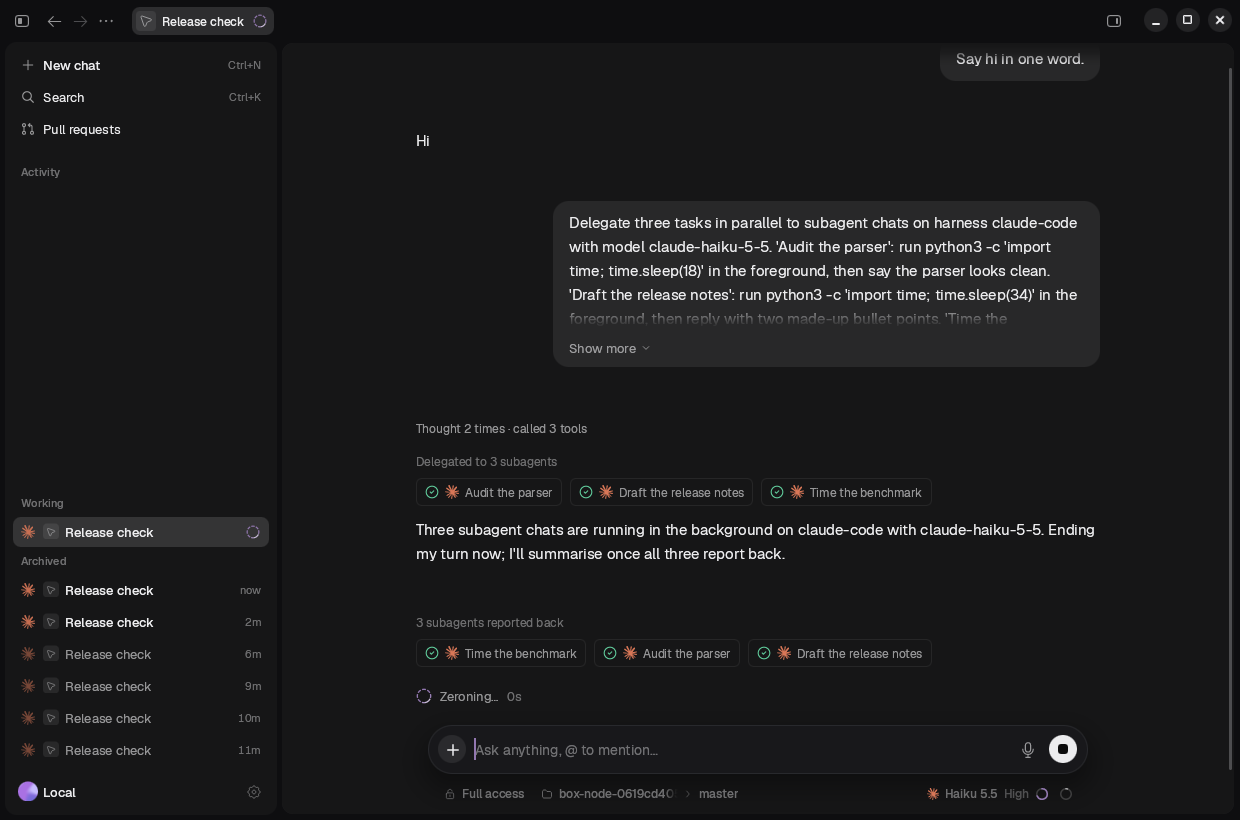 Release check
New chat
Ctrl+N
Search
Ctrl+K
Pull requests
Activity
Working
Release check
Archived
Release check
now
Release check
2m
Release check
6m
Release check
9m
Release check
10m
Release check
11m
Local
Say hi in one word.
Hi
Delegate three tasks in parallel to subagent chats on harness claude-code
with model claude-haiku-5-5. 'Audit the parser': run python3 -c 'import
time; time.sleep(18)' in the foreground, then say the parser looks clean.
'Draft the release notes': run python3 -c 'import time; time.sleep(34)' in the
foreground, then reply with two made-up bullet points. 'Time the
Show more
Thought 2 times · called 3 tools
Delegated to 3 subagents
Audit the parser
Draft the release notes
Time the benchmark
Three subagent chats are running in the background on claude-code with claude-haiku-5-5. Ending
my turn now; I'll summarise once all three report back.
3 subagents reported back
Time the benchmark
Audit the parser
Draft the release notes
Zeroning... 0s
Ask anything, @ to mention...
Full access
box-node-0619cd40
master
Haiku 5.5 High